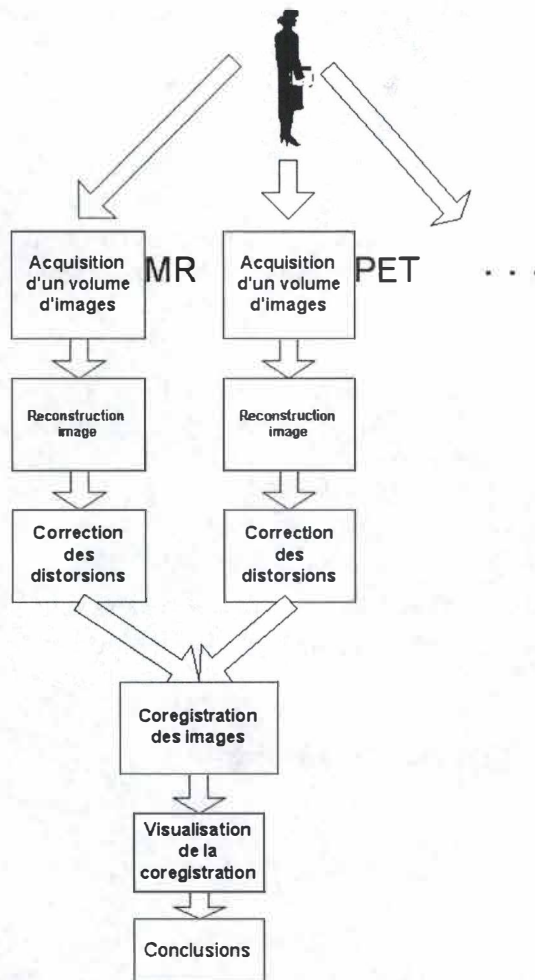 Acquisition
d'un volume
d'images
MR
Acquisition
d'un volume
d'images
PET
. . .
Reconstruction
image
Reconstruction
image
Correction
des
distorsions
Correction
des
distorsions
Coregistration
des images
Visualisation
de la
coregistration
Conclusions